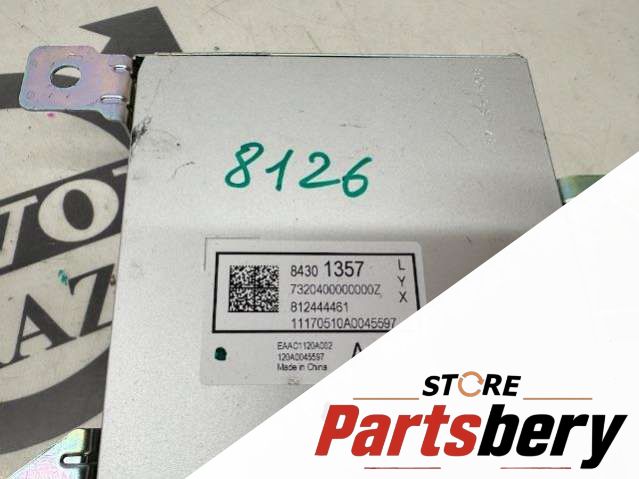 8126
8430 1357
LYX
7320400000000Z
812444461
11170510A0045597
EAAC1120A002
120A0045597
Made in China
STORE
Partsbery